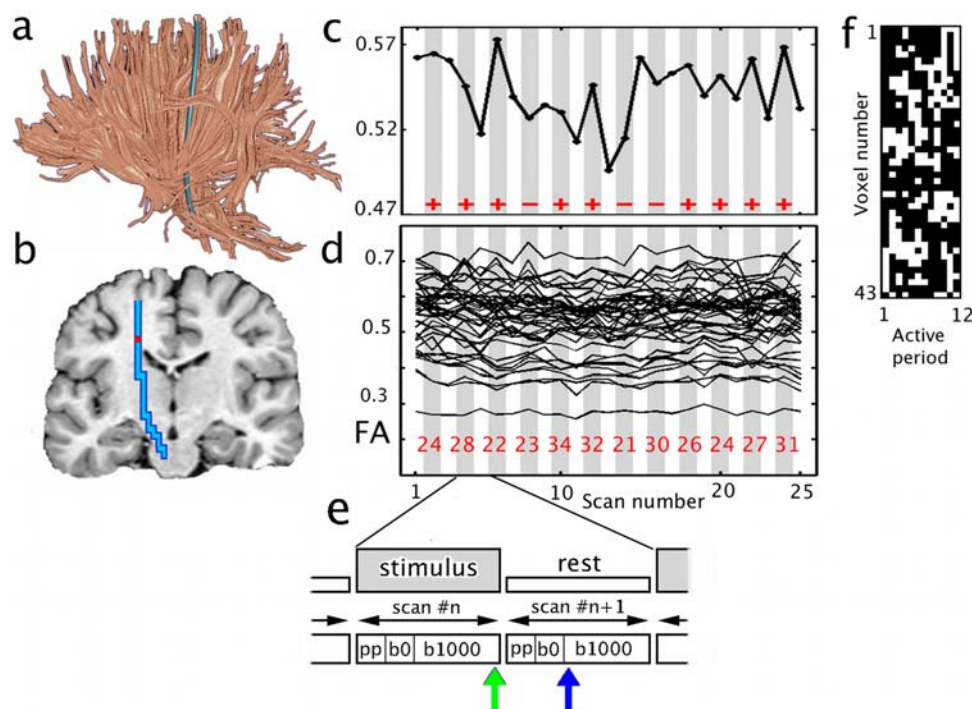 a
b
c
0.57
0.52
0.47
+ + + − + + − − + + + +
d
0.7
0.5
0.3
FA
24 28 22 23 34 32 21 30 26 24 27 31
1 10 20 25
Scan number
e
stimulus rest
scan #n scan #n+1
pp b0 b1000 pp b0 b1000
f
1
Voxel number
43
1 12
Active
period